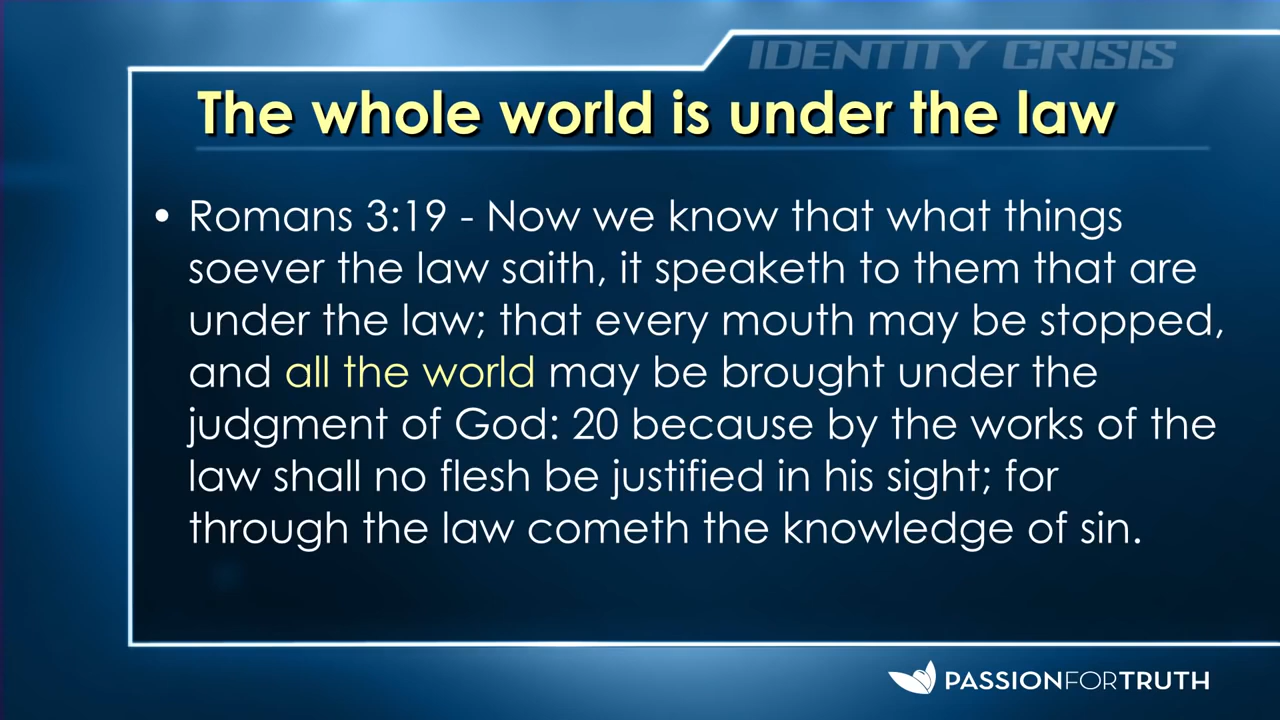 IDENTITY CRISIS
The whole world is under the law
• Romans 3:19 - Now we know that what things
soever the law saith, it speaketh to them that are
under the law; that every mouth may be stopped,
and all the world may be brought under the
judgment of God: 20 because by the works of the
law shall no flesh be justified in his sight; for
through the law cometh the knowledge of sin.
PASSIONFORTRUTH